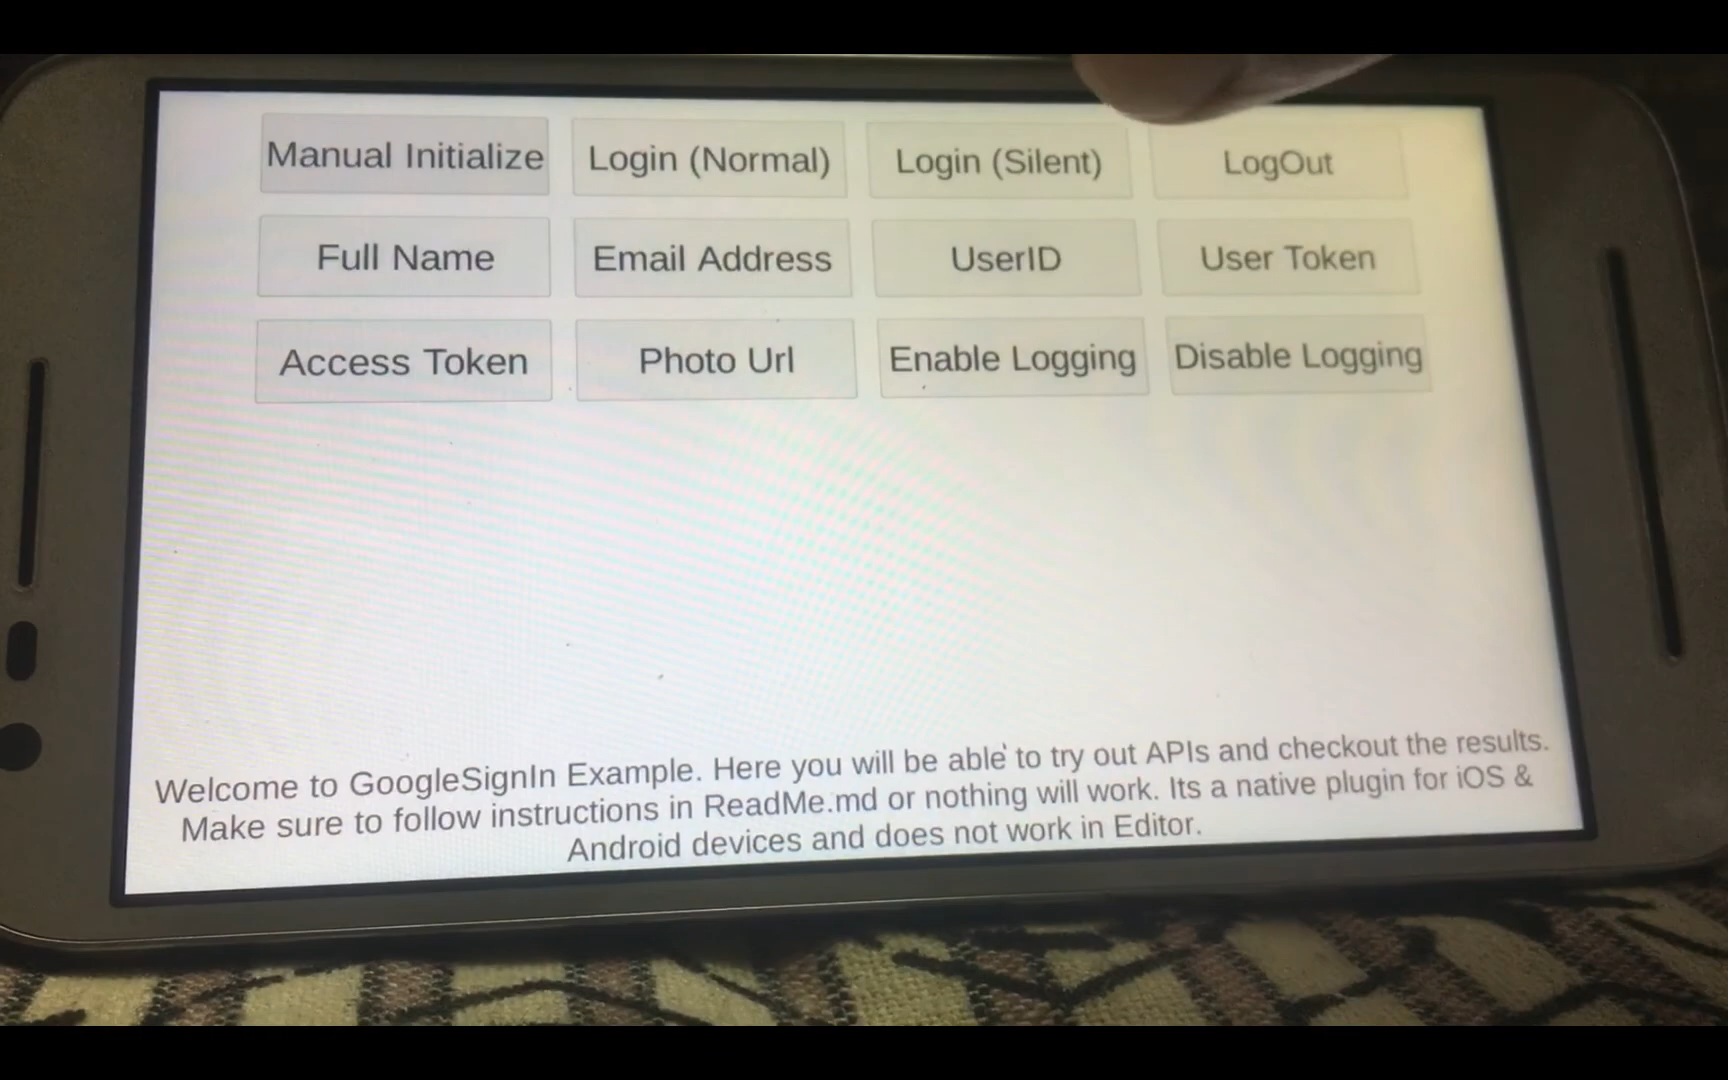 Manual Initialize
Login (Normal)
Login (Silent)
LogOut
Full Name
Email Address
UserID
User Token
Access Token
Photo Url
Enable Logging
Disable Logging
Welcome to GoogleSignIn Example. Here you will be able to try out APIs and checkout the results.
Make sure to follow instructions in ReadMe.md or nothing will work. Its a native plugin for iOS &
Android devices and does not work in Editor.